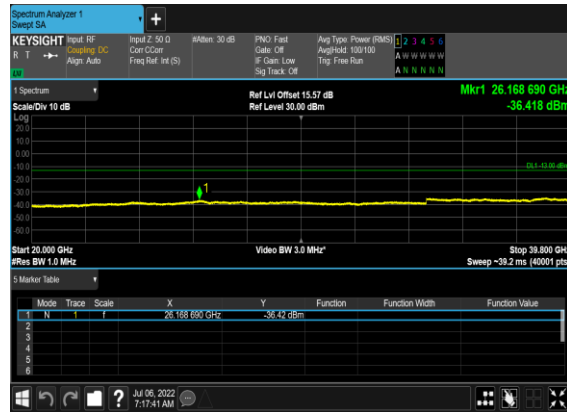 Spectrum Analyzer 1
Swept SA
+
KEYSIGHT Input: RF Input Z: 50 Ω #Atten: 30 dB PNO: Fast Avg Type: Power (RMS) 1 2 3 4 5 6
R T Coupling: DC Corr CCorr Gate: Off Avg|Hold: 100/100 A W W W W W
Align: Auto Freq Ref: Int (S) IF Gain: Low Trig: Free Run
Sig Track: Off A N N N N N
1 Spectrum Ref Lvl Offset 15.57 dB Mkr1 26.168 690 GHz
Scale/Div 10 dB Ref Level 30.00 dBm -36.418 dBm
Log
20.0
10.0
0.00
-10.0 DL1 -13.00 dBm
-20.0
-30.0 1
-40.0
-50.0
-60.0
Start 20.000 GHz Video BW 3.0 MHz* Stop 39.800 GHz
#Res BW 1.0 MHz Sweep ~39.2 ms (40001 pts)
5 Marker Table
Mode Trace Scale X Y Function Function Width Function Value
1 N 1 f 26.168 690 GHz -36.42 dBm
2
3
4
5
6
? Jul 06, 2022
7:17:41 AM